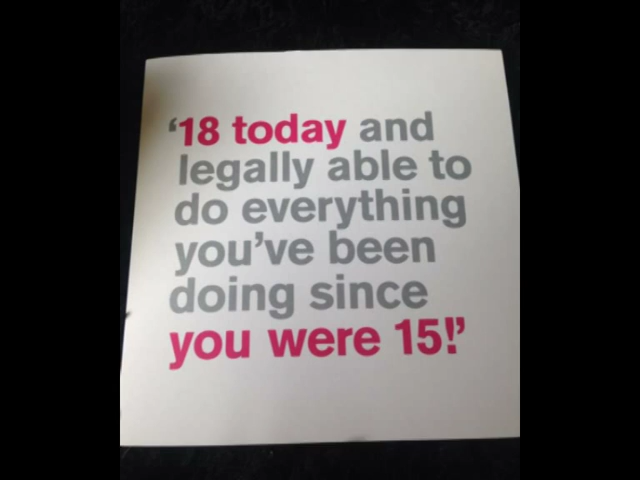 ‘18 today and
legally able to
do everything
you’ve been
doing since
you were 15!’